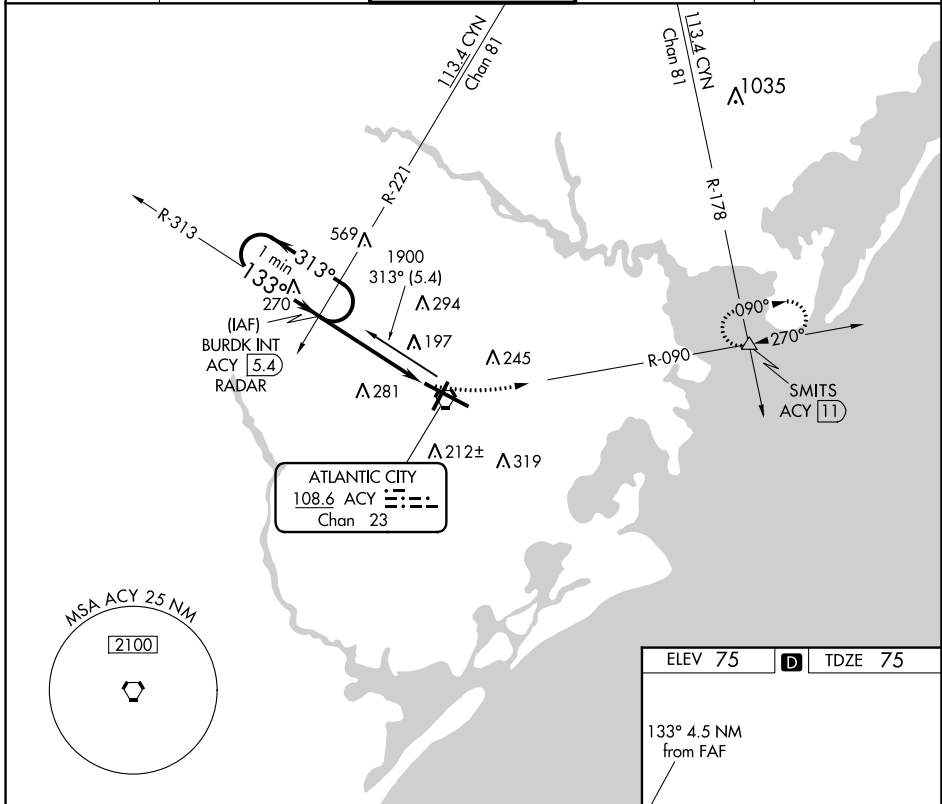 113.4 CYN
Chan 81
113.4 CYN
Chan 81
1035
R-221
R-178
R-313
569
1 min
313°
133°
270
1900
313° (5.4)
294
197
245
281
(IAF)
BURDK INT
ACY 5.4
RADAR
090°
270°
R-090
SMITS
ACY 11
212±
319
ATLANTIC CITY
108.6 ACY
Chan 23
MSA ACY 25 NM
2100
ELEV 75 D TDZE 75
133° 4.5 NM
from FAF